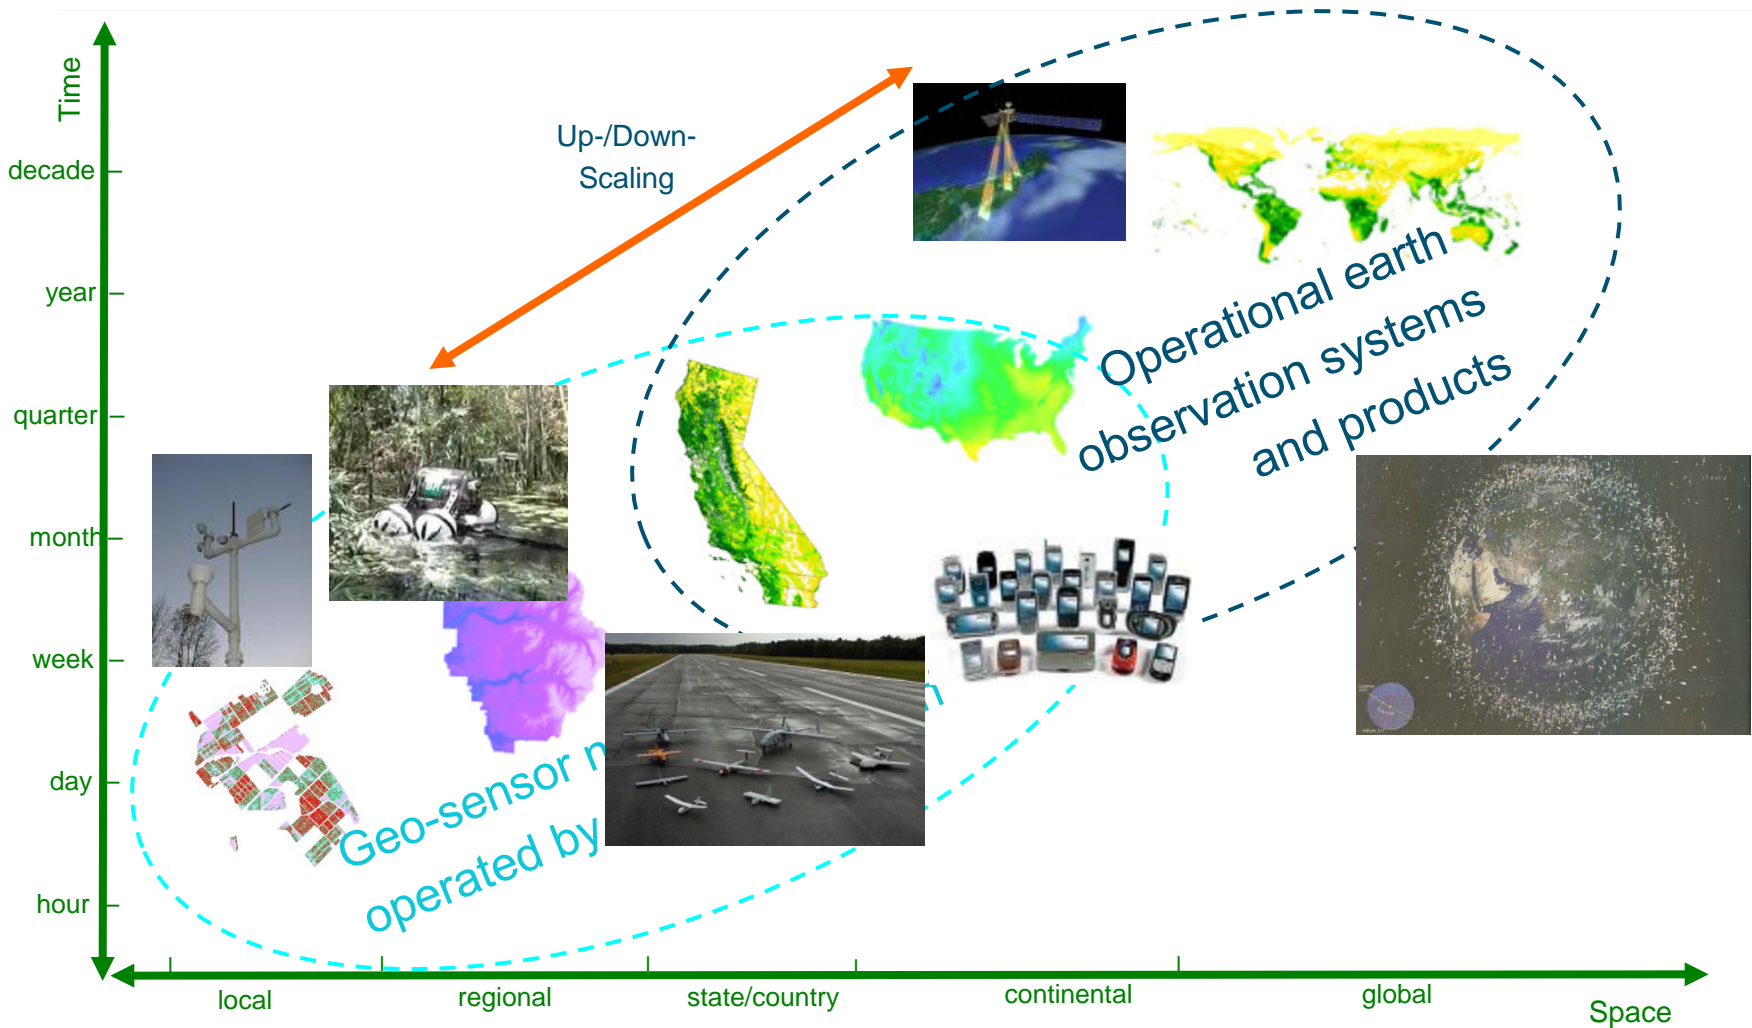 Time
decade
year
quarter
month
week
day
hour
Up-/Down-
Scaling
Operational earth
observation systems
and products
Geo-sensor
operated by
local
regional
state/country
continental
global
Space